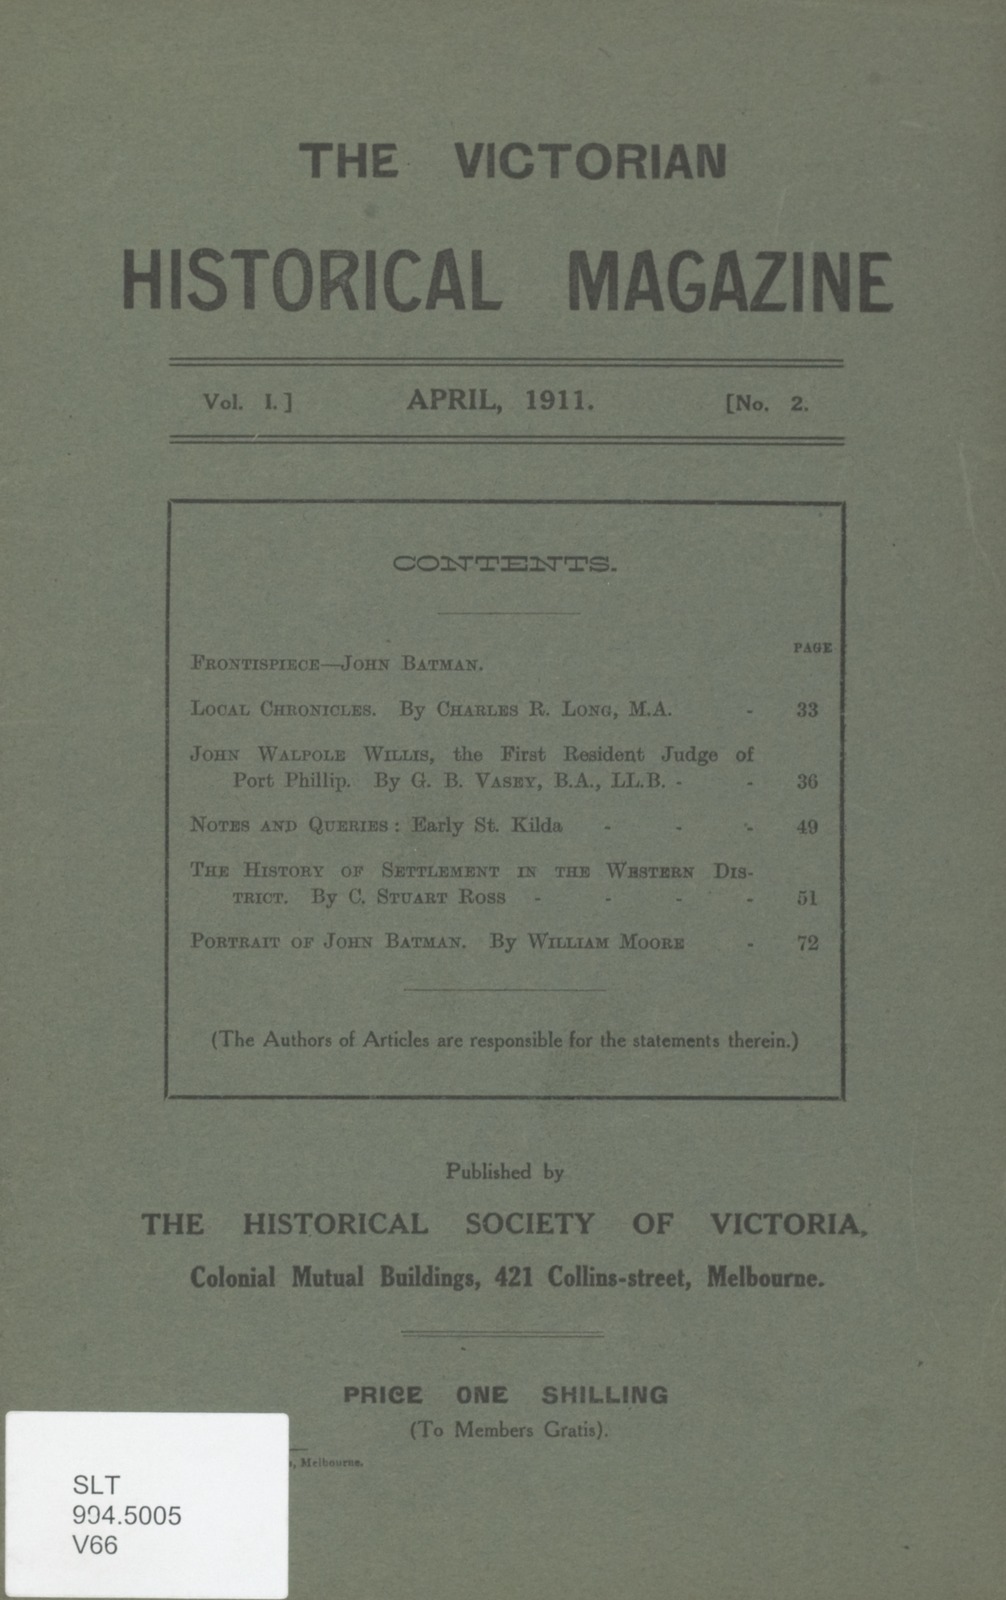 THE VICTORIAN
HISTORICAL MAGAZINE
Vol. I.] APRIL, 1911. [No. 2.
CONTENTS.
PAGE
FRONTISPIECE—JOHN BATMAN.
LOCAL CHRONICLES. By CHARLES R. LONG, M.A. - 33
JOHN WALPOLE WILLIS, the First Resident Judge of
Port Phillip. By G. B. VASEY, B.A., LL.B. - - 36
NOTES AND QUERIES : Early St. Kilda - - - 49
THE HISTORY OF SETTLEMENT IN THE WESTERN DIS-
TRICT. By C. STUART ROSS - - - - 51
PORTRAIT OF JOHN BATMAN. By WILLIAM MOORE - 72
(The Authors of Articles are responsible for the statements therein.)
Published by
THE HISTORICAL SOCIETY OF VICTORIA,
Colonial Mutual Buildings, 421 Collins-street, Melbourne.
PRICE ONE SHILLING
(To Members Gratis).
, Melbourne.
SLT
994.5005
V66